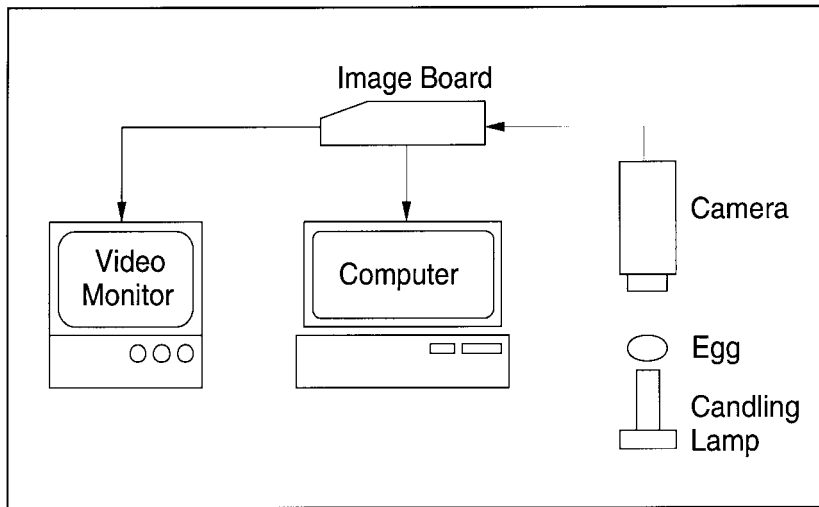 Image Board
Video
Monitor
Computer
Camera
Egg
Candling
Lamp